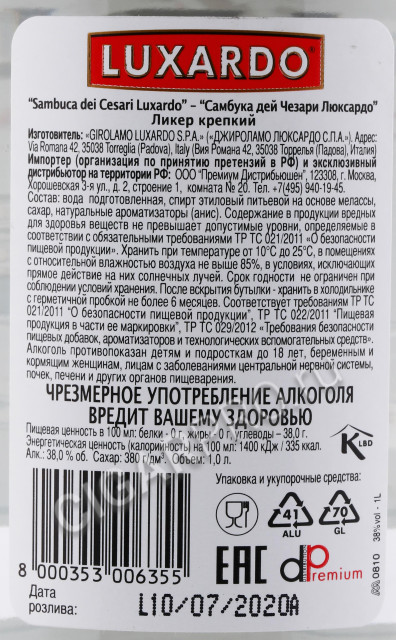 LUXARDO®
"Sambuca dei Cesari Luxardo" – "Самбука дей Чезари Люксардо"
Ликер крепкий
Изготовитель: «GIROLAMO LUXARDO S.P.A.» («ДЖИРОЛАМО ЛЮКСАРДО С.П.А.»). Адрес:
Via Romana 42, 35038 Torreglia (Padova), Italy (Виа Романа 42, 35038 Торрелья (Падова), Италия)
Импортер (организация по принятию претензий в РФ) и эксклюзивный
дистрибьютор на территории РФ: ООО "Премиум Дистрибьюшен", 123308, г. Москва,
Хорошевская 3-я ул., д. 2, строение 1, комната № 20. Тел. +7(495) 940-19-45.
Состав: вода подготовленная, спирт этиловый питьевой на основе мелассы,
сахар, натуральные ароматизаторы (анис). Содержание в продукции вредных
для здоровья веществ не превышает допустимые уровни, определяемые в
соответствии с обязательными требованиями ТР ТС 021/2011 «О безопасности
пищевой продукции». Хранить при температуре от 10°С до 25°С, в помещениях
с относительной влажностью воздуха не выше 85%, в условиях, исключающих
прямое действие на них солнечных лучей. Срок годности не ограничен при
соблюдении условий хранения. После вскрытия бутылки - хранить в холодильнике
с герметичной пробкой не более 6 месяцев. Соответствует требованиям ТР ТС
021/2011 "О безопасности пищевой продукции", ТР ТС 022/2011 "Пищевая
продукция в части ее маркировки", ТР ТС 029/2012 «Требования безопасности
пищевых добавок, ароматизаторов и технологических вспомогательных средств».
Алкоголь противопоказан детям и подросткам до 18 лет, беременным и
кормящим женщинам, лицам с заболеваниями центральной нервной системы,
почек, печени и других органов пищеварения.
ЧРЕЗМЕРНОЕ УПОТРЕБЛЕНИЕ АЛКОГОЛЯ
ВРЕДИТ ВАШЕМУ ЗДОРОВЬЮ
Пищевая ценность в 100 мл: белки - 0 г, жиры - 0 г, углеводы – 38,0 г.
Энергетическая ценность (калорийность) на 100 мл: 1400 кДж / 335 ккал.
Алк.: 38,0 % об. Сахар: 380 г/дм³. Объем: 1,0 л.
K LBD
Упаковка и укупорочные средства:
41
ALU
70
GL
8 000353 006355
EAC
dPremium
0810 38%vol - 1L
Дата
розлива:
L10/07/2020A